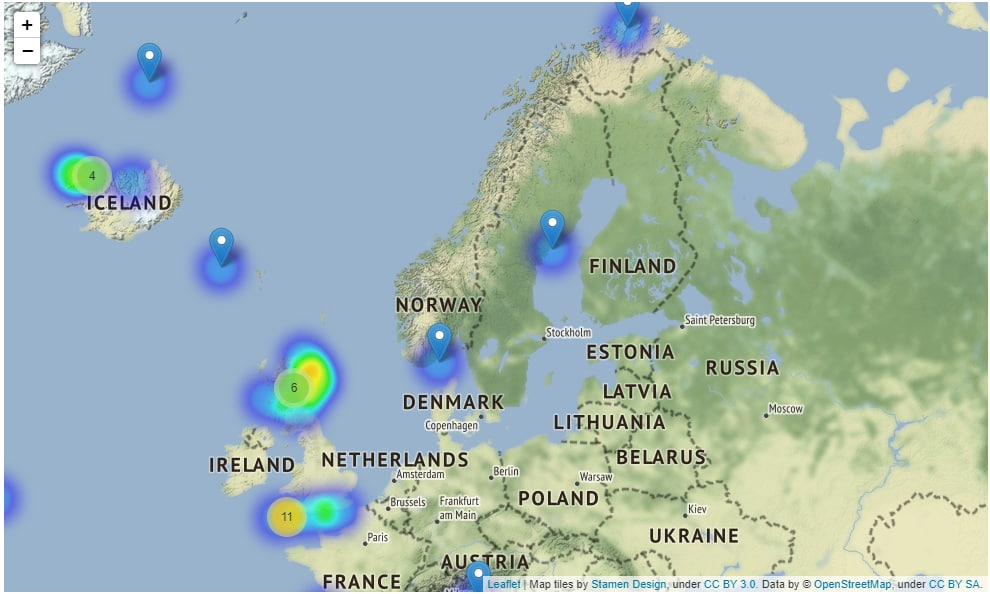 +
−
4
ICELAND
FINLAND
NORWAY
Saint Petersburg
Stockholm
ESTONIA
RUSSIA
6
LATVIA
DENMARK
Moscow
Copenhagen
LITHUANIA
IRELAND
NETHERLANDS
BELARUS
Amsterdam
Berlin
Warsaw
POLAND
Brussels
Frankfurt
am Main
Kiev
11
Paris
UKRAINE
AUSTRIA
FRANCE
Leaflet | Map tiles by Stamen Design, under CC BY 3.0. Data by © OpenStreetMap, under CC BY SA.